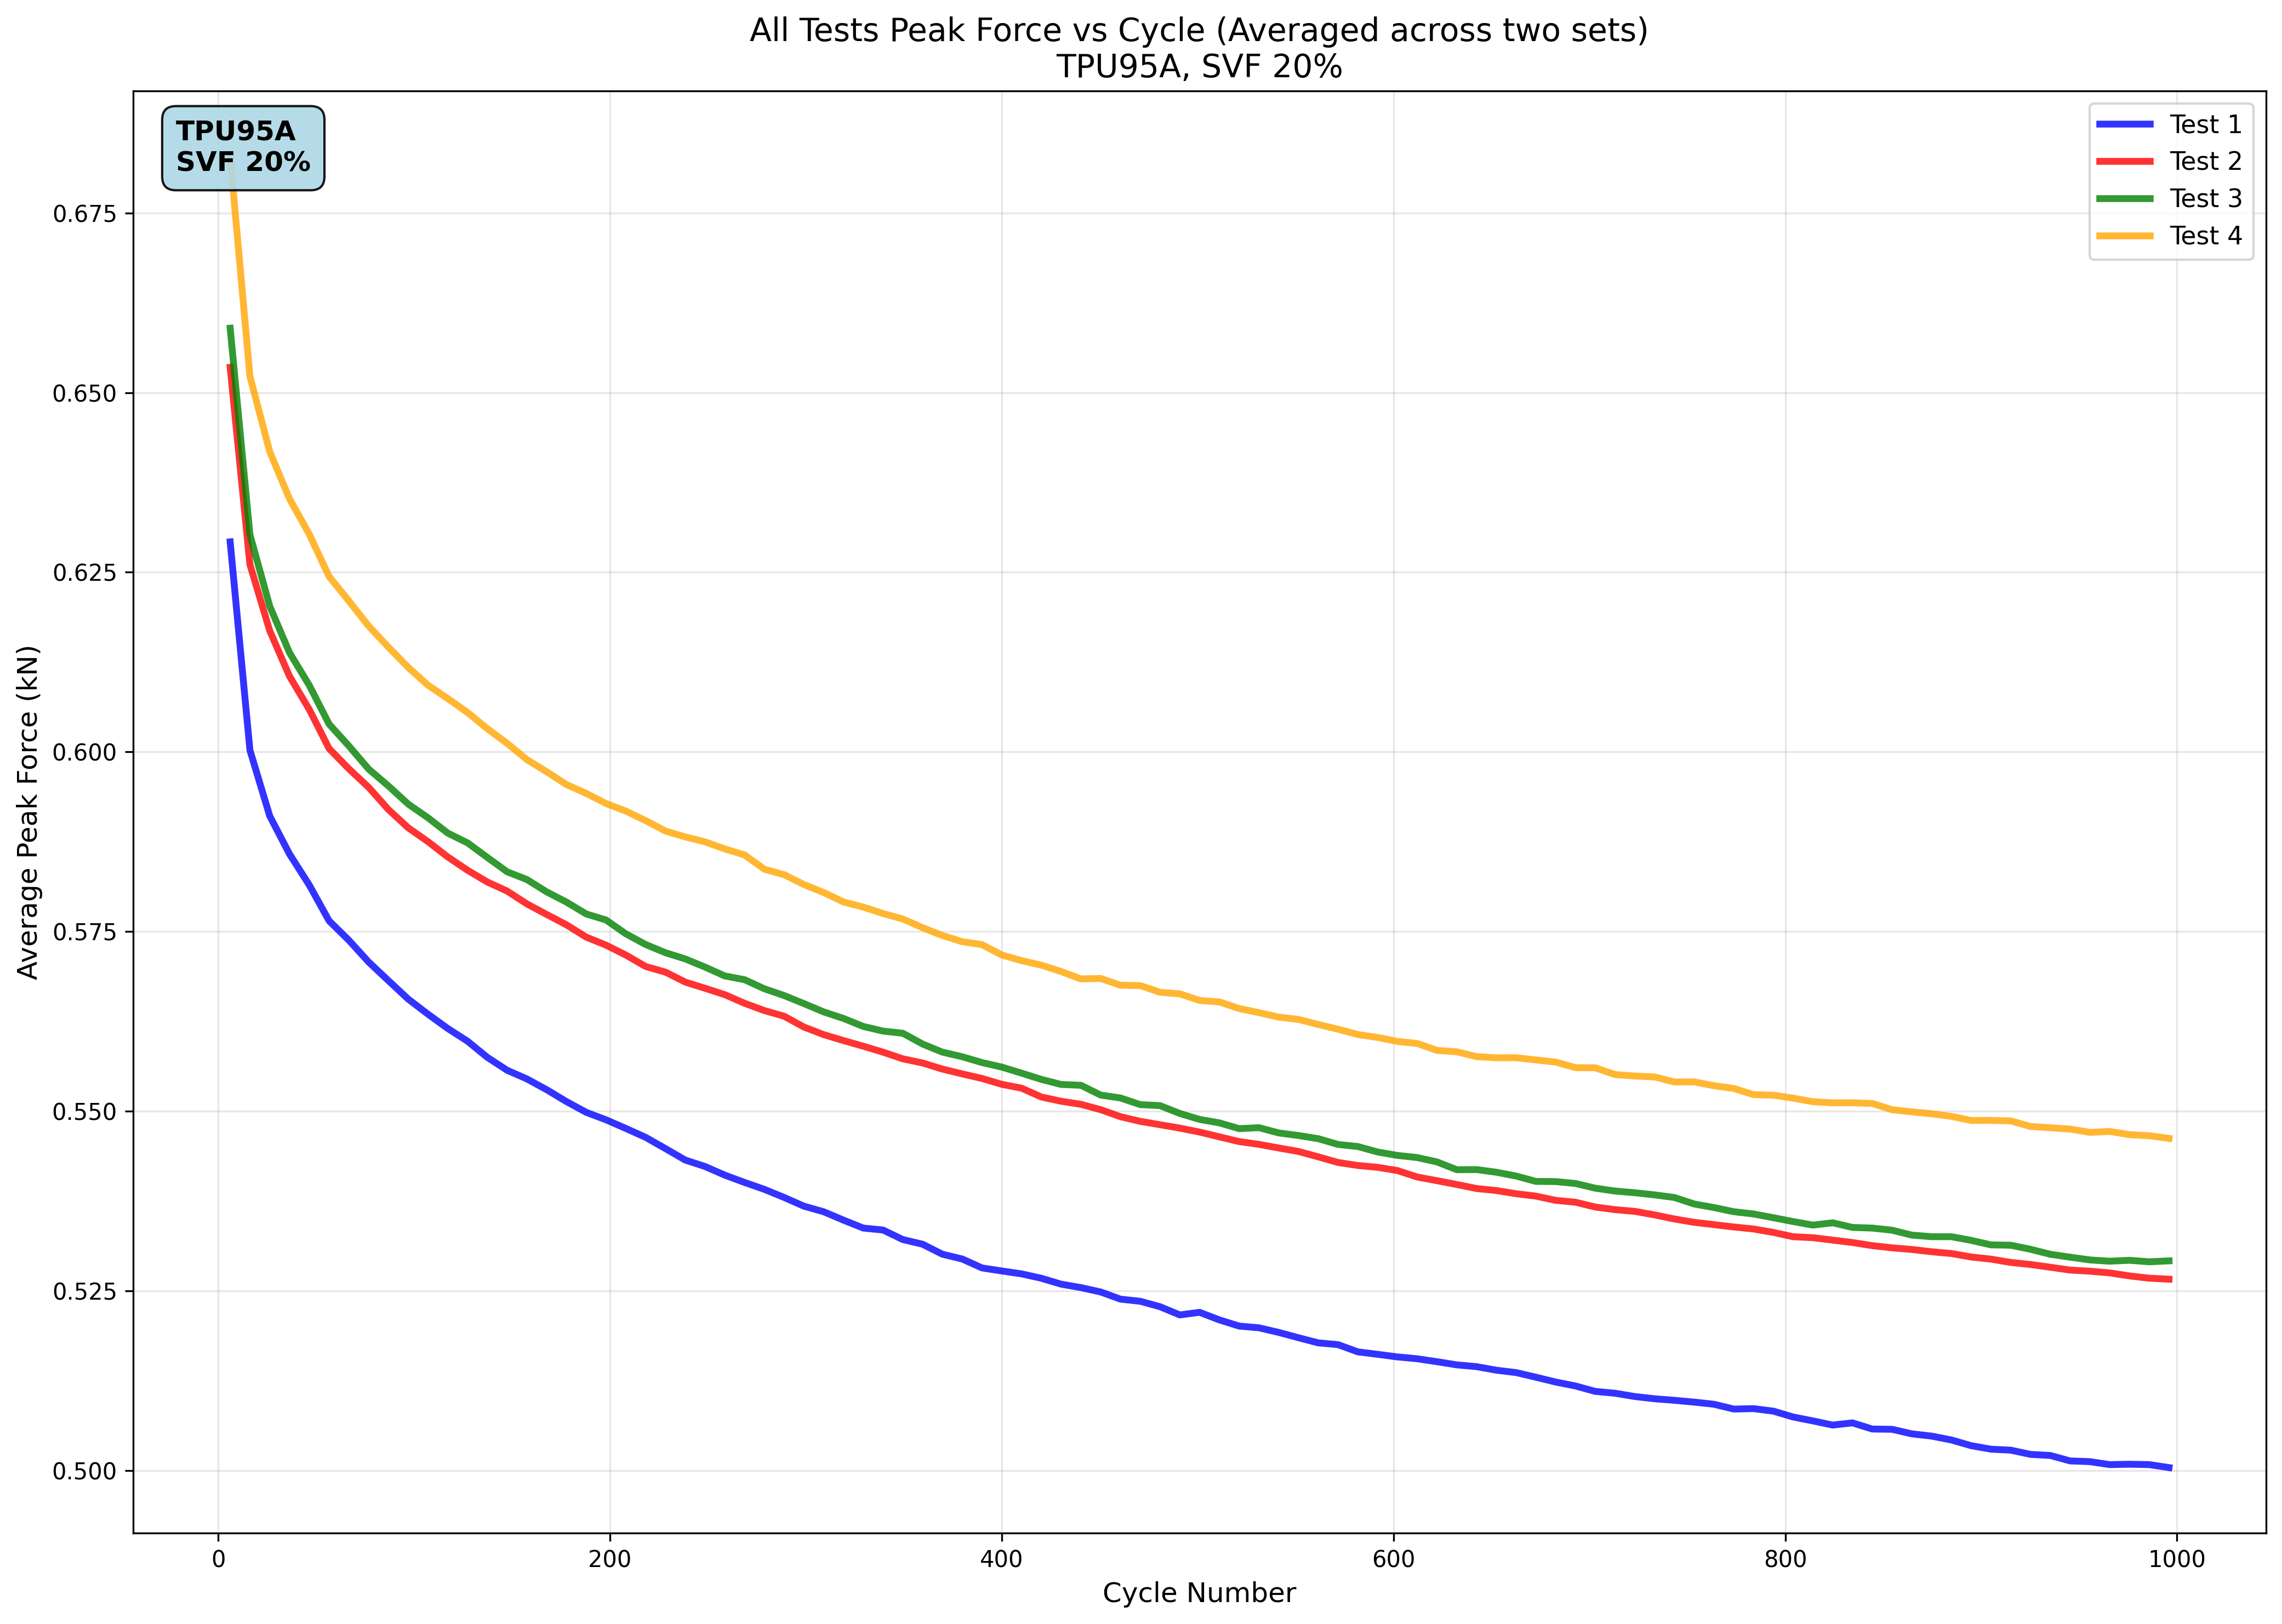 All Tests Peak Force vs Cycle (Averaged across two sets)
TPU95A, SVF 20%
TPU95A
SVF 20%
Test 1
Test 2
Test 3
Test 4
0.675
0.650
0.625
0.600
0.575
0.550
0.525
0.500
Average Peak Force (kN)
0
200
400
600
800
1000
Cycle Number